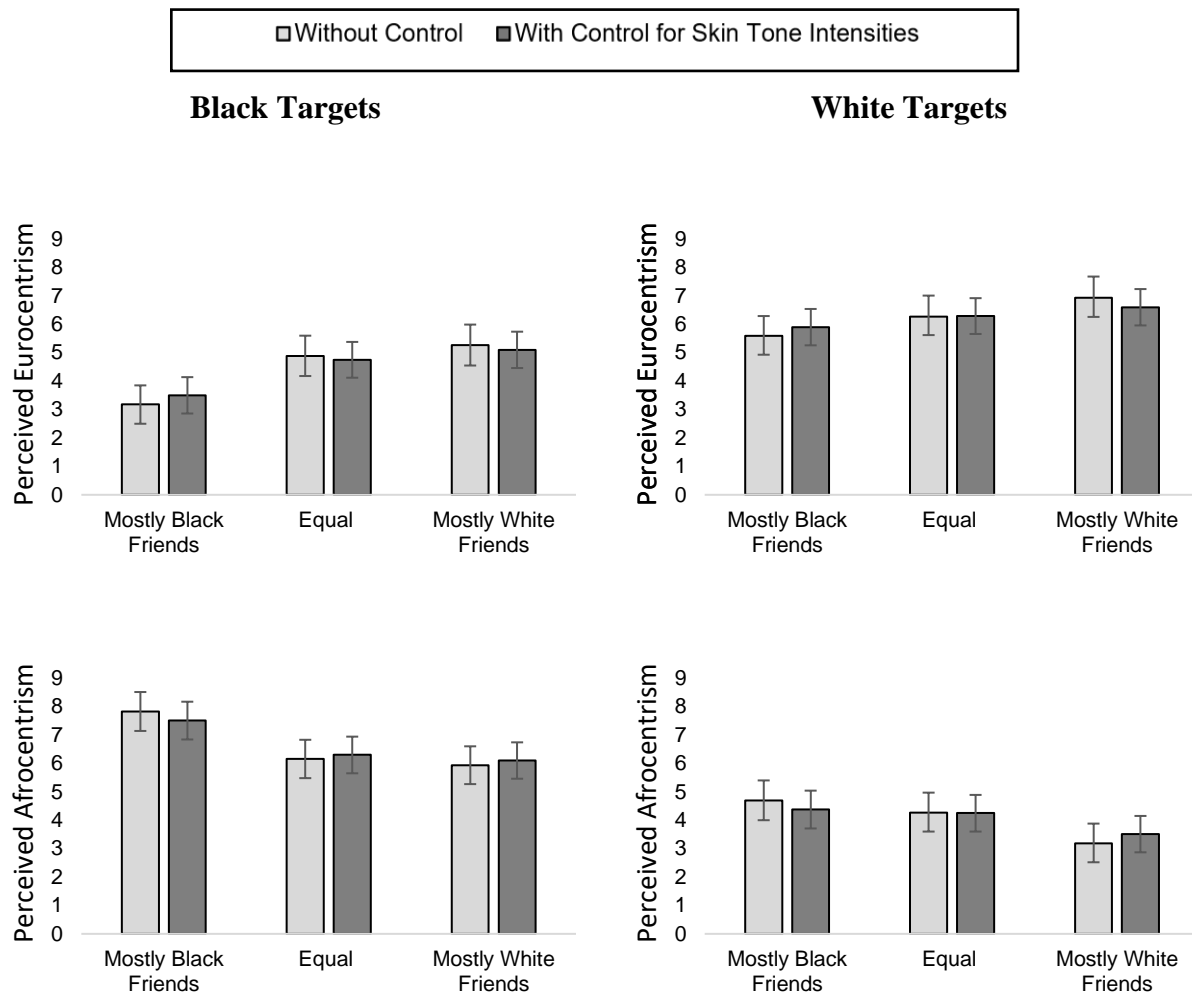 Without Control With Control for Skin Tone Intensities
Black Targets
White Targets
Perceived Eurocentrism
9
8
7
6
5
4
3
2
1
0
Mostly Black
Friends
Equal
Mostly White
Friends
Perceived Eurocentrism
9
8
7
6
5
4
3
2
1
0
Mostly Black
Friends
Equal
Mostly White
Friends
Perceived Afrocentrism
9
8
7
6
5
4
3
2
1
0
Mostly Black
Friends
Equal
Mostly White
Friends
Perceived Afrocentrism
9
8
7
6
5
4
3
2
1
0
Mostly Black
Friends
Equal
Mostly White
Friends